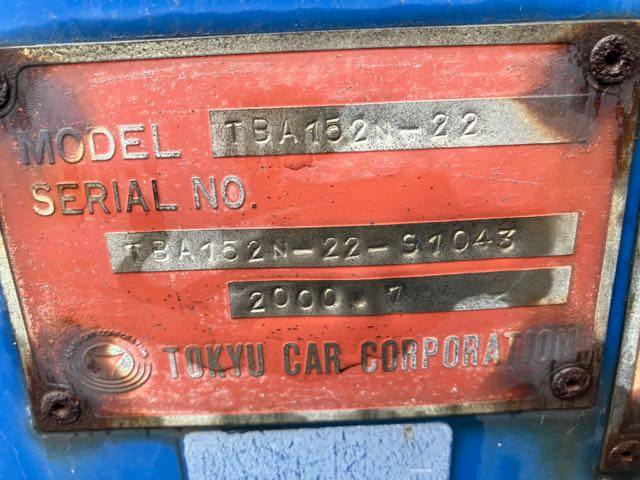 MODEL TBA152N-22
SERIAL NO.
TBA152N-22-S1043
2000.7
TOKYU CAR CORPORATION